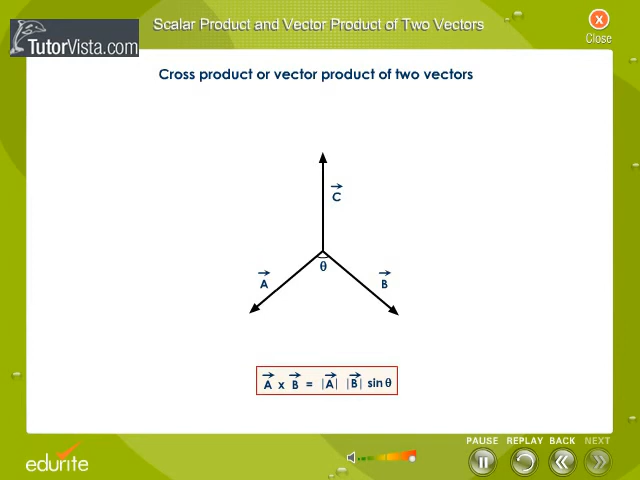 Scalar Product and Vector Product of Two Vectors
Close
TutorVista.com
Cross product or vector product of two vectors
C
A
θ
B
A x B = |A| |B| sin θ
PAUSE REPLAY BACK NEXT
edurite